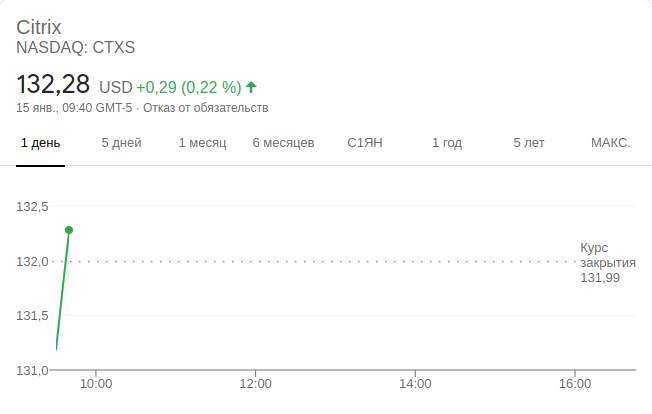 Citrix
NASDAQ: CTXS
132,28 USD +0,29 (0,22 %)
15 янв., 09:40 GMT-5 · Отказ от обязательств
1 день 5 дней 1 месяц 6 месяцев С1ЯН 1 год 5 лет МАКС.
132,5
Курс
132,0 закрытия
131,99
131,5
131,0
10:00 12:00 14:00 16:00